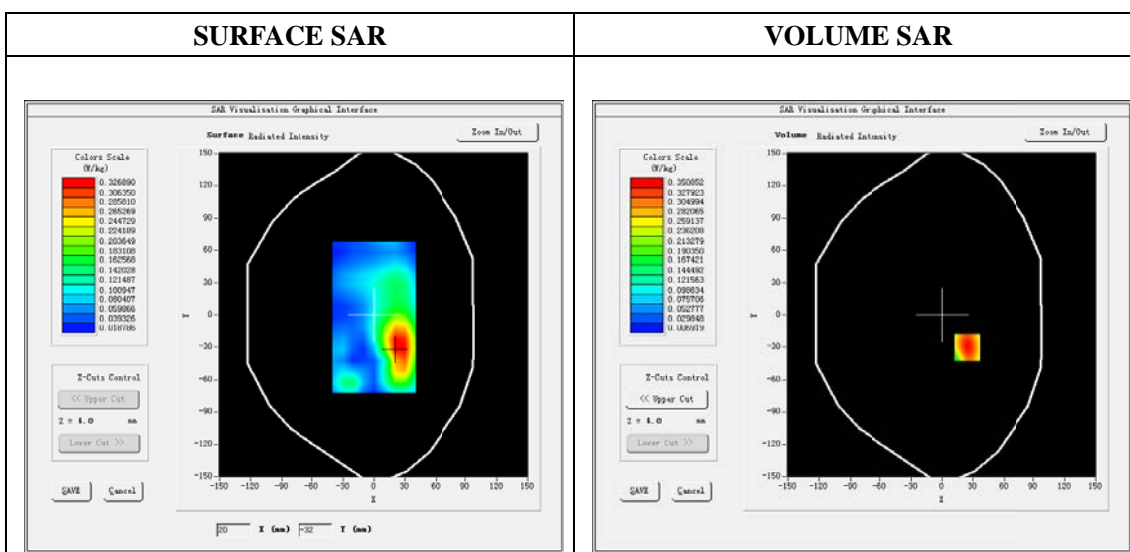 SURFACE SAR
VOLUME SAR
SAR Visualisation Graphical Interface
Surface Radiated Intensity
Zoom In/Out
Colors Scale
(W/kg)
0.326890
0.306350
0.285810
0.265269
0.244729
0.224189
0.203649
0.183108
0.162568
0.142028
0.121487
0.100947
0.080407
0.059866
0.039326
0.018786
150
120
90
60
30
0
-30
-60
-90
-120
-150
Y
-150 -120 -90 -60 -30 0 30 60 90 120 150
X
Z-Cuts Control
<< Upper Cut
Z = 4.0 mm
Lower Cut >>
SAVE
Cancel
20 X (mm) -32 Y (mm)
SAR Visualisation Graphical Interface
Volume Radiated Intensity
Zoom In/Out
Colors Scale
(W/kg)
0.350852
0.327923
0.304994
0.282065
0.259137
0.236208
0.213279
0.190350
0.167421
0.144492
0.121563
0.098634
0.075706
0.052777
0.029848
0.006919
150
120
90
60
30
0
-30
-60
-90
-120
-150
Y
-150 -120 -90 -60 -30 0 30 60 90 120 150
X
Z-Cuts Control
<< Upper Cut
Z = 4.0 mm
Lower Cut >>
SAVE
Cancel